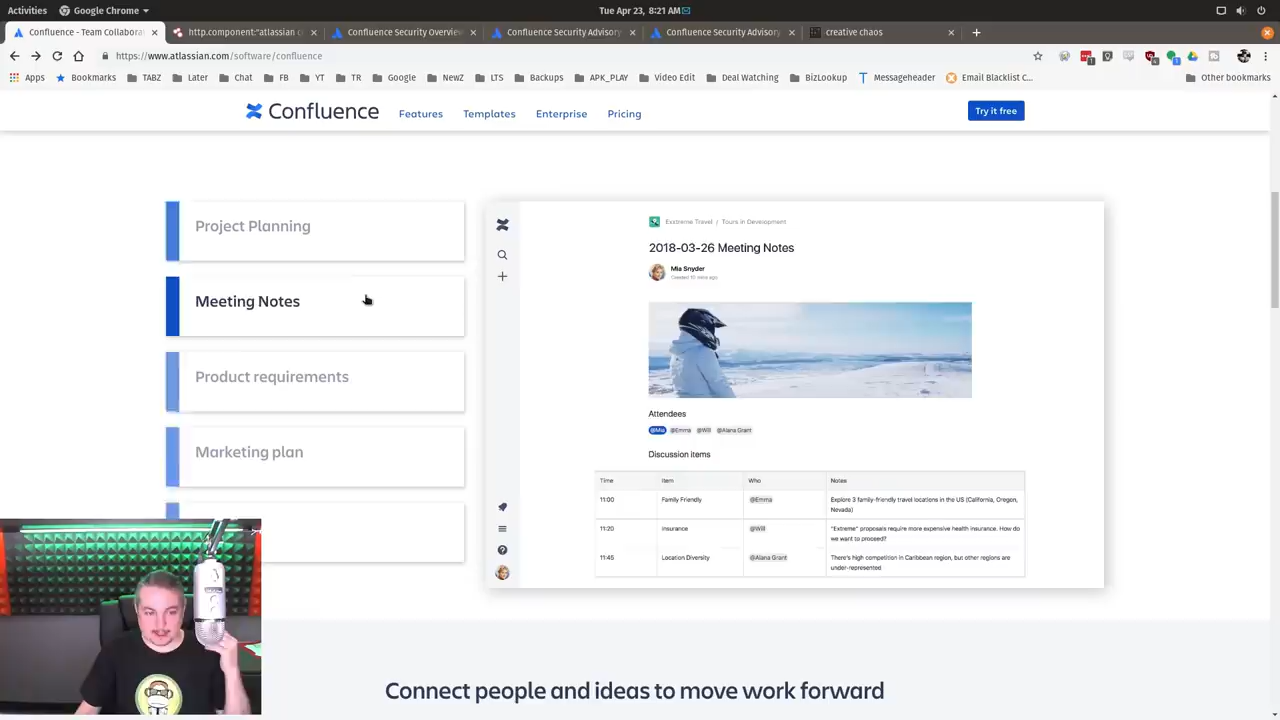 Activities
Google Chrome
Tue Apr 23, 8:21 AM
Confluence - Team Collabora
http.component:"atlassian c
Confluence Security Overview
Confluence Security Advisory
Confluence Security Advisory
creative chaos
https://www.atlassian.com/software/confluence
Apps
Bookmarks
TABZ
Later
Chat
FB
YT
TR
Google
NewZ
LTS
Backups
APK_PLAY
Video Edit
Deal Watching
BizLookup
Messageheader
Email Blacklist C...
Other bookmarks
Confluence
Features
Templates
Enterprise
Pricing
Try it free
Project Planning
Meeting Notes
Product requirements
Marketing plan
Exxtreme Travel / Tours in Development
2018-03-26 Meeting Notes
Mia Snyder
Created 10 mins ago
Attendees
@Mia @Emma @Will @Alana Grant
Discussion items
Time Item Who Notes
11:00 Family Friendly @Emma Explore 3 family-friendly travel locations in the US (California, Oregon,
Nevada)
11:20 insurance @Will "Extreme" proposals require more expensive health insurance. How do
we want to proceed?
11:45 Location Diversity @Alana Grant There's high competition in Caribbean region, but other regions are
under-represented
Connect people and ideas to move work forward